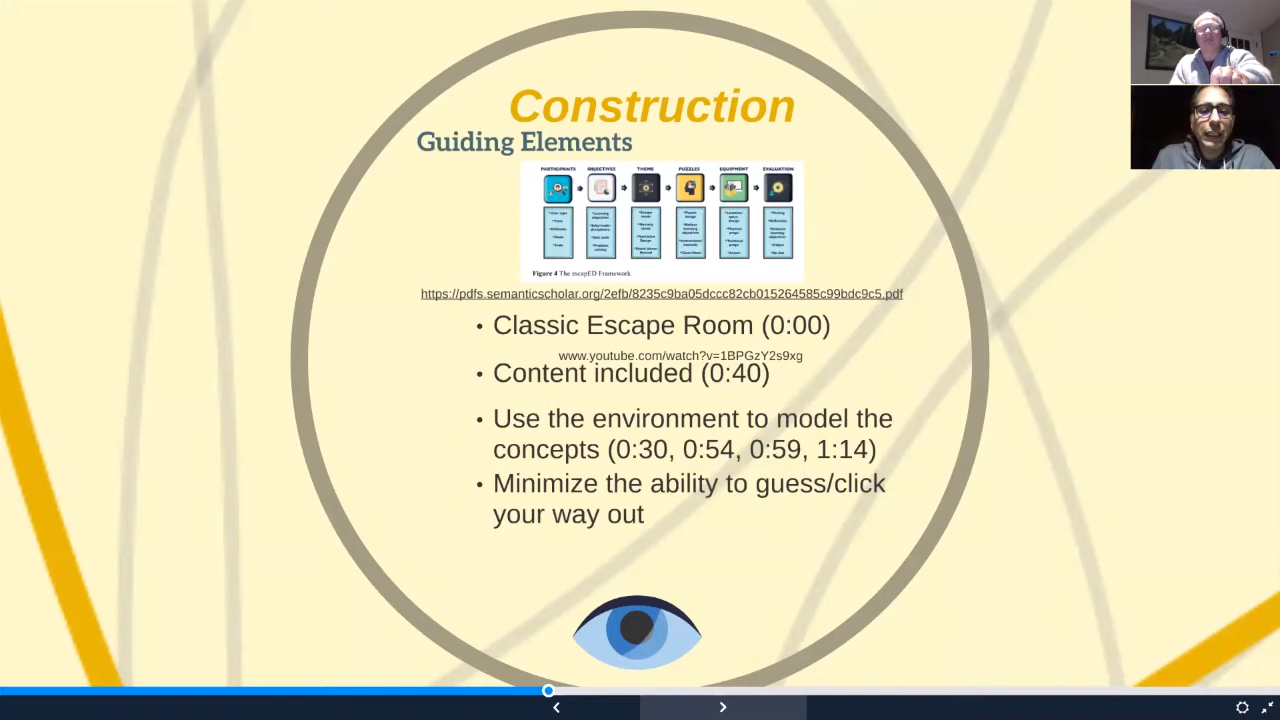 Construction
Guiding Elements
PARTICIPANTS OBJECTIVES THEME PUZZLES EQUIPMENT EVALUATION
Figure 4 The escapED Framework
https://pdfs.semanticscholar.org/2efb/8235c9ba05dccc82cb015264585c99bdc9c5.pdf
• Classic Escape Room (0:00)
www.youtube.com/watch?v=1BPGzY2s9xg
• Content included (0:40)
• Use the environment to model the
concepts (0:30, 0:54, 0:59, 1:14)
• Minimize the ability to guess/click
your way out